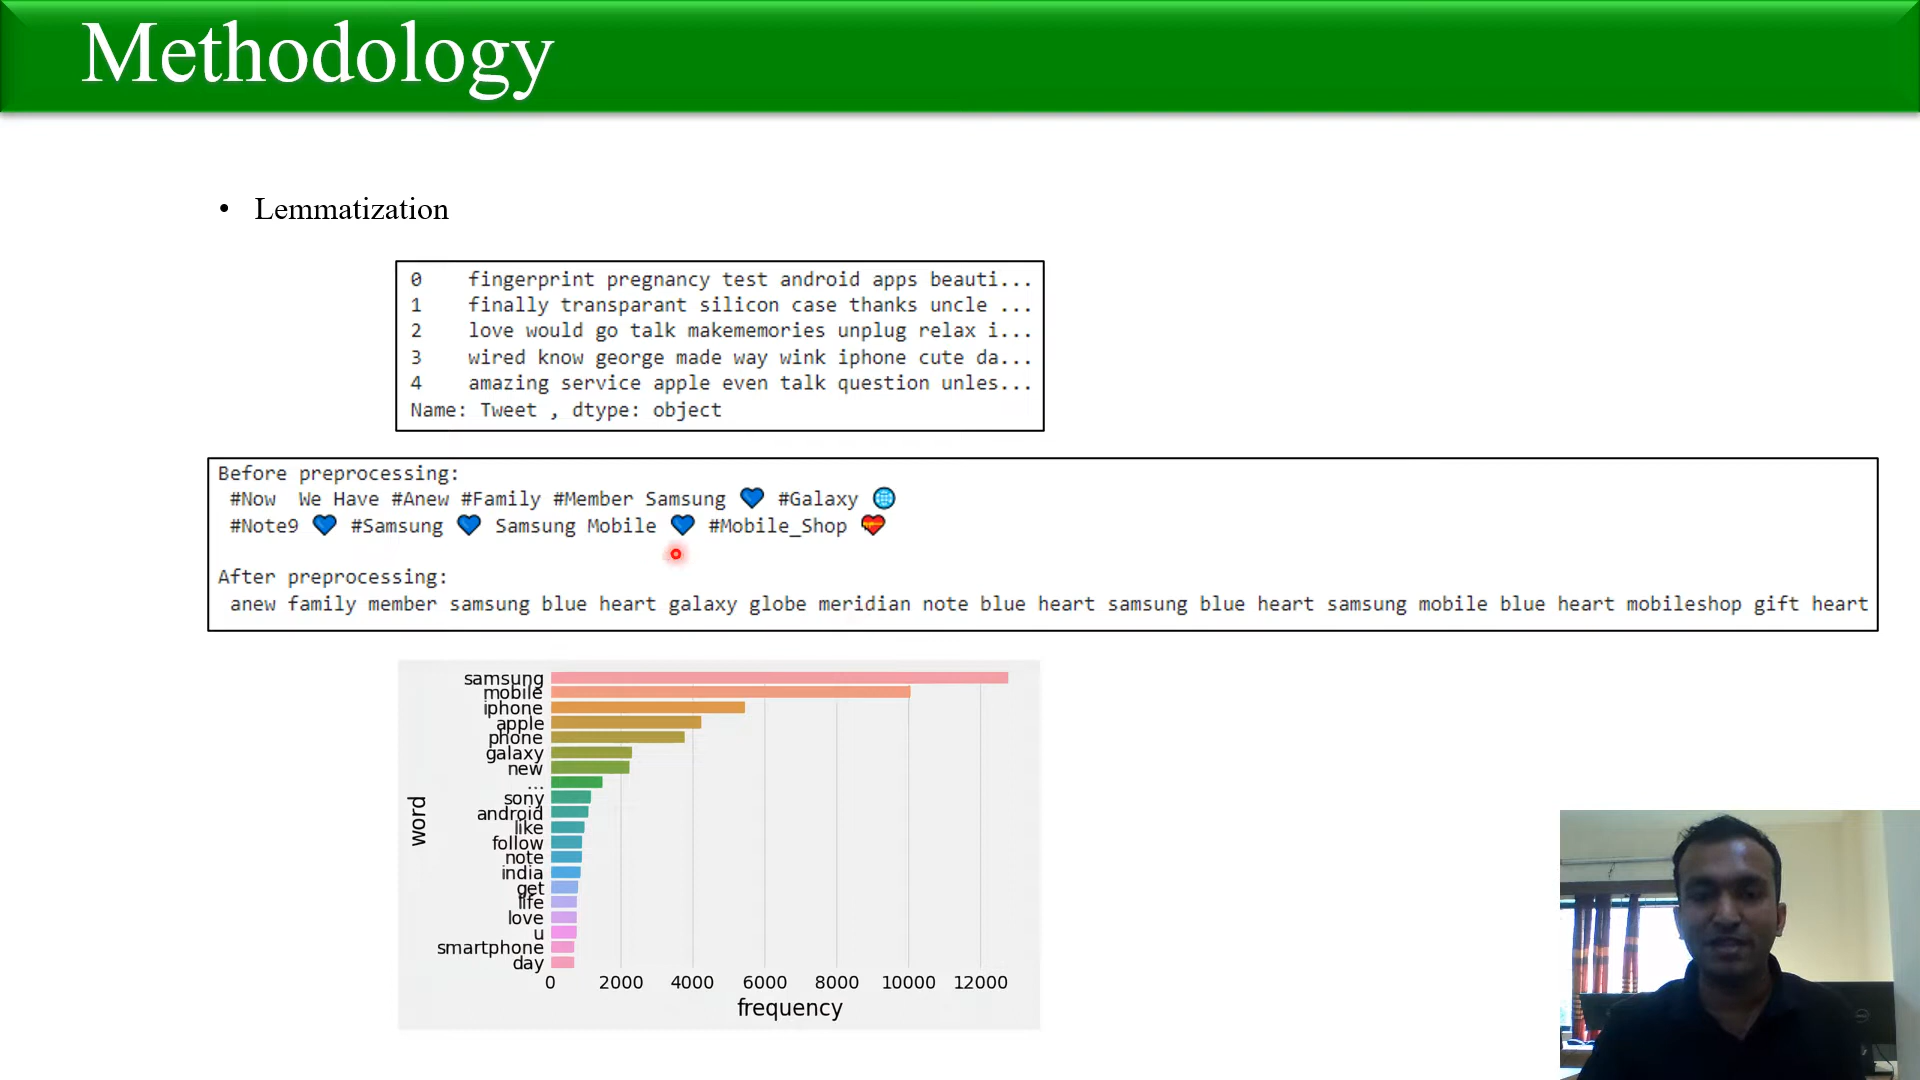 Methodology
• Lemmatization
0 fingerprint pregnancy test android apps beauti...
1 finally transparant silicon case thanks uncle ...
2 love would go talk makememories unplug relax i...
3 wired know george made way wink iphone cute da...
4 amazing service apple even talk question unles...
Name: Tweet , dtype: object
Before preprocessing:
#Now We Have #Anew #Family #Member Samsung 💙 #Galaxy 🌐
#Note9 💙 #Samsung 💙 Samsung Mobile 💙 #Mobile_Shop 💝
After preprocessing:
anew family member samsung blue heart galaxy globe meridian note blue heart samsung blue heart samsung mobile blue heart mobileshop gift heart
samsung
mobile
iphone
apple
phone
galaxy
new
...
sony
android
like
follow
note
india
get
life
love
u
smartphone
day
word
0 2000 4000 6000 8000 10000 12000
frequency